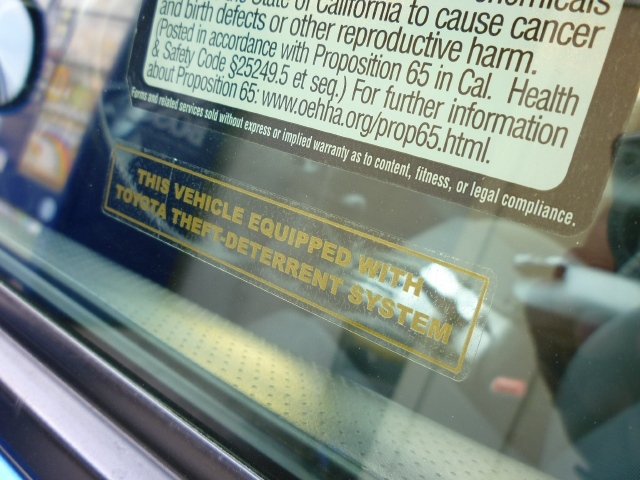 State of California to cause cancer
and birth defects or other reproductive harm.
(Posted in accordance with Proposition 65 in Cal. Health
& Safety Code §25249.5 et seq.) For further information
about Proposition 65: www.oehha.org/prop65.html.
Forms and related services sold without express or implied warranty as to content, fitness, or legal compliance.
THIS VEHICLE EQUIPPED WITH
TOYOTA THEFT-DETERRENT SYSTEM